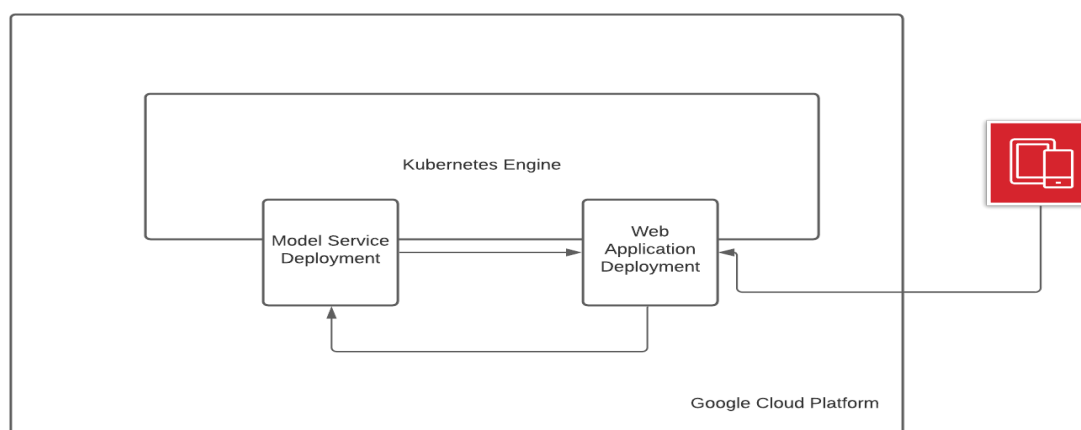 Kubernetes Engine
Model Service
Deployment
Web
Application
Deployment
Google Cloud Platform